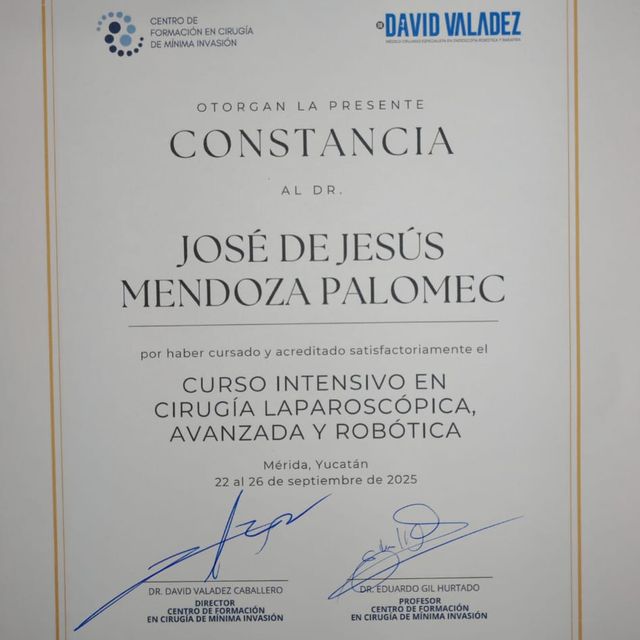 CENTRO DE
FORMACIÓN EN CIRUGÍA
DE MÍNIMA INVASIÓN
DAVID VALADEZ
OTORGAN LA PRESENTE
CONSTANCIA
AL DR.
JOSÉ DE JESÚS
MENDOZA PALOMEC
por haber cursado y acreditado satisfactoriamente el
CURSO INTENSIVO EN
CIRUGÍA LAPAROSCÓPICA,
AVANZADA Y ROBÓTICA
Mérida, Yucatán
22 al 26 de septiembre de 2025
DR. DAVID VALADEZ CABALLERO
DIRECTOR
CENTRO DE FORMACIÓN
EN CIRUGÍA DE MÍNIMA INVASIÓN
DR. EDUARDO GIL HURTADO
PROFESOR
CENTRO DE FORMACIÓN
EN CIRUGÍA DE MÍNIMA INVASIÓN